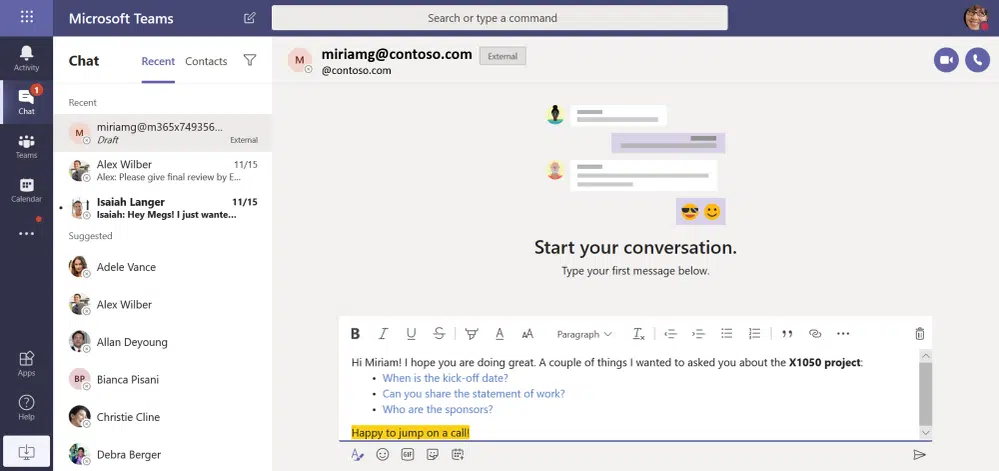 Microsoft Teams
Search or type a command
Activity
1
Chat
Teams
Calendar
Apps
Help
Chat
Recent
Contacts
Recent
M
miriamg@m365x749356...
Draft
External
Alex Wilber
11/15
Alex: Please give final review by E...
Isaiah Langer
11/15
Isaiah: Hey Megs! I just wante...
Suggested
Adele Vance
Alex Wilber
Allan Deyoung
BP
Bianca Pisani
Christie Cline
Debra Berger
M
miriamg@contoso.com
External
@contoso.com
Start your conversation.
Type your first message below.
B I U S A AA Paragraph Tx
Hi Miriam! I hope you are doing great. A couple of things I wanted to asked you about the X1050 project:
• When is the kick-off date?
• Can you share the statement of work?
• Who are the sponsors?
Happy to jump on a call!
GIF